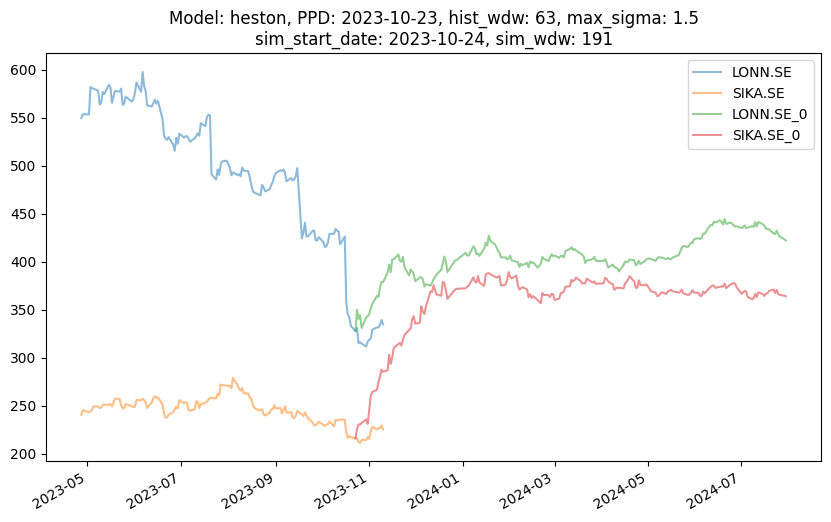 Model: heston, PPD: 2023-10-23, hist_wdw: 63, max_sigma: 1.5
sim_start_date: 2023-10-24, sim_wdw: 191
LONN.SE
SIKA.SE
LONN.SE_0
SIKA.SE_0
600
550
500
450
400
350
300
250
200
2023-05
2023-07
2023-09
2023-11
2024-01
2024-03
2024-05
2024-07